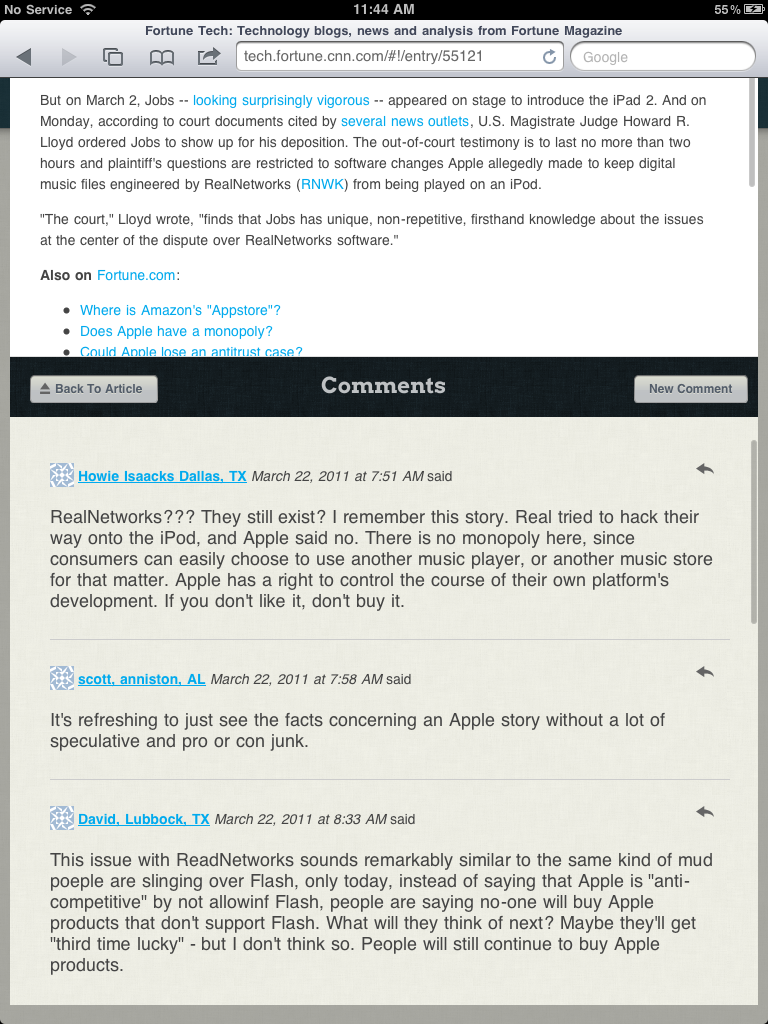 No Service 11:44 AM 55%
Fortune Tech: Technology blogs, news and analysis from Fortune Magazine
tech.fortune.cnn.com/#!/entry/55121 Google
But on March 2, Jobs -- looking surprisingly vigorous -- appeared on stage to introduce the iPad 2. And on
Monday, according to court documents cited by several news outlets, U.S. Magistrate Judge Howard R.
Lloyd ordered Jobs to show up for his deposition. The out-of-court testimony is to last no more than two
hours and plaintiff's questions are restricted to software changes Apple allegedly made to keep digital
music files engineered by RealNetworks (RNWK) from being played on an iPod.
"The court," Lloyd wrote, "finds that Jobs has unique, non-repetitive, firsthand knowledge about the issues
at the center of the dispute over RealNetworks software."
Also on Fortune.com:
• Where is Amazon's "Appstore"?
• Does Apple have a monopoly?
• Could Apple lose an antitrust case?
Back To Article Comments New Comment
Howie Isaacks Dallas, TX March 22, 2011 at 7:51 AM said
RealNetworks??? They still exist? I remember this story. Real tried to hack their
way onto the iPod, and Apple said no. There is no monopoly here, since
consumers can easily choose to use another music player, or another music store
for that matter. Apple has a right to control the course of their own platform's
development. If you don't like it, don't buy it.
scott, anniston, AL March 22, 2011 at 7:58 AM said
It's refreshing to just see the facts concerning an Apple story without a lot of
speculative and pro or con junk.
David, Lubbock, TX March 22, 2011 at 8:33 AM said
This issue with ReadNetworks sounds remarkably similar to the same kind of mud
poeple are slinging over Flash, only today, instead of saying that Apple is "anti-
competitive" by not allowinf Flash, people are saying no-one will buy Apple
products that don't support Flash. What will they think of next? Maybe they'll get
"third time lucky" - but I don't think so. People will still continue to buy Apple
products.